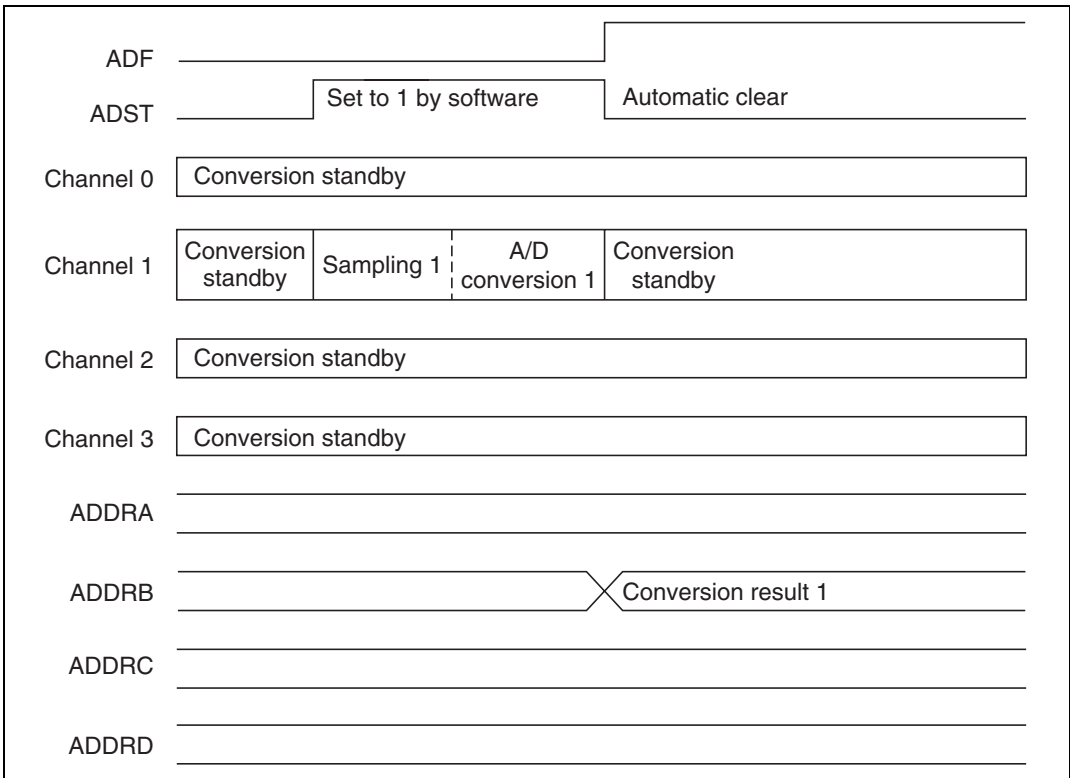 ADF
ADST Set to 1 by software Automatic clear
Channel 0 Conversion standby
Channel 1 Conversion standby Sampling 1 A/D conversion 1 Conversion standby
Channel 2 Conversion standby
Channel 3 Conversion standby
ADDRA
ADDRB Conversion result 1
ADDRC
ADDRD